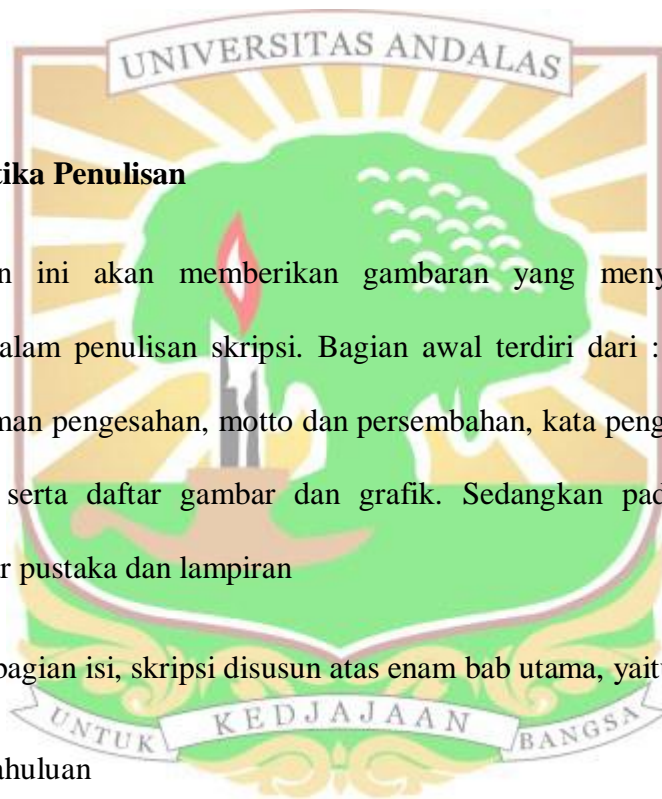 UNIVERSITAS ANDALAS
tika Penulisan
n ini akan memberikan gambaran yang meny
alam penulisan skripsi. Bagian awal terdiri dari :
man pengesahan, motto dan persembahan, kata peng
serta daftar gambar dan grafik. Sedangkan pad
r pustaka dan lampiran
bagian isi, skripsi disusun atas enam bab utama, yait
UNTUK KEDJAJAAN BANGSA
ahuluan